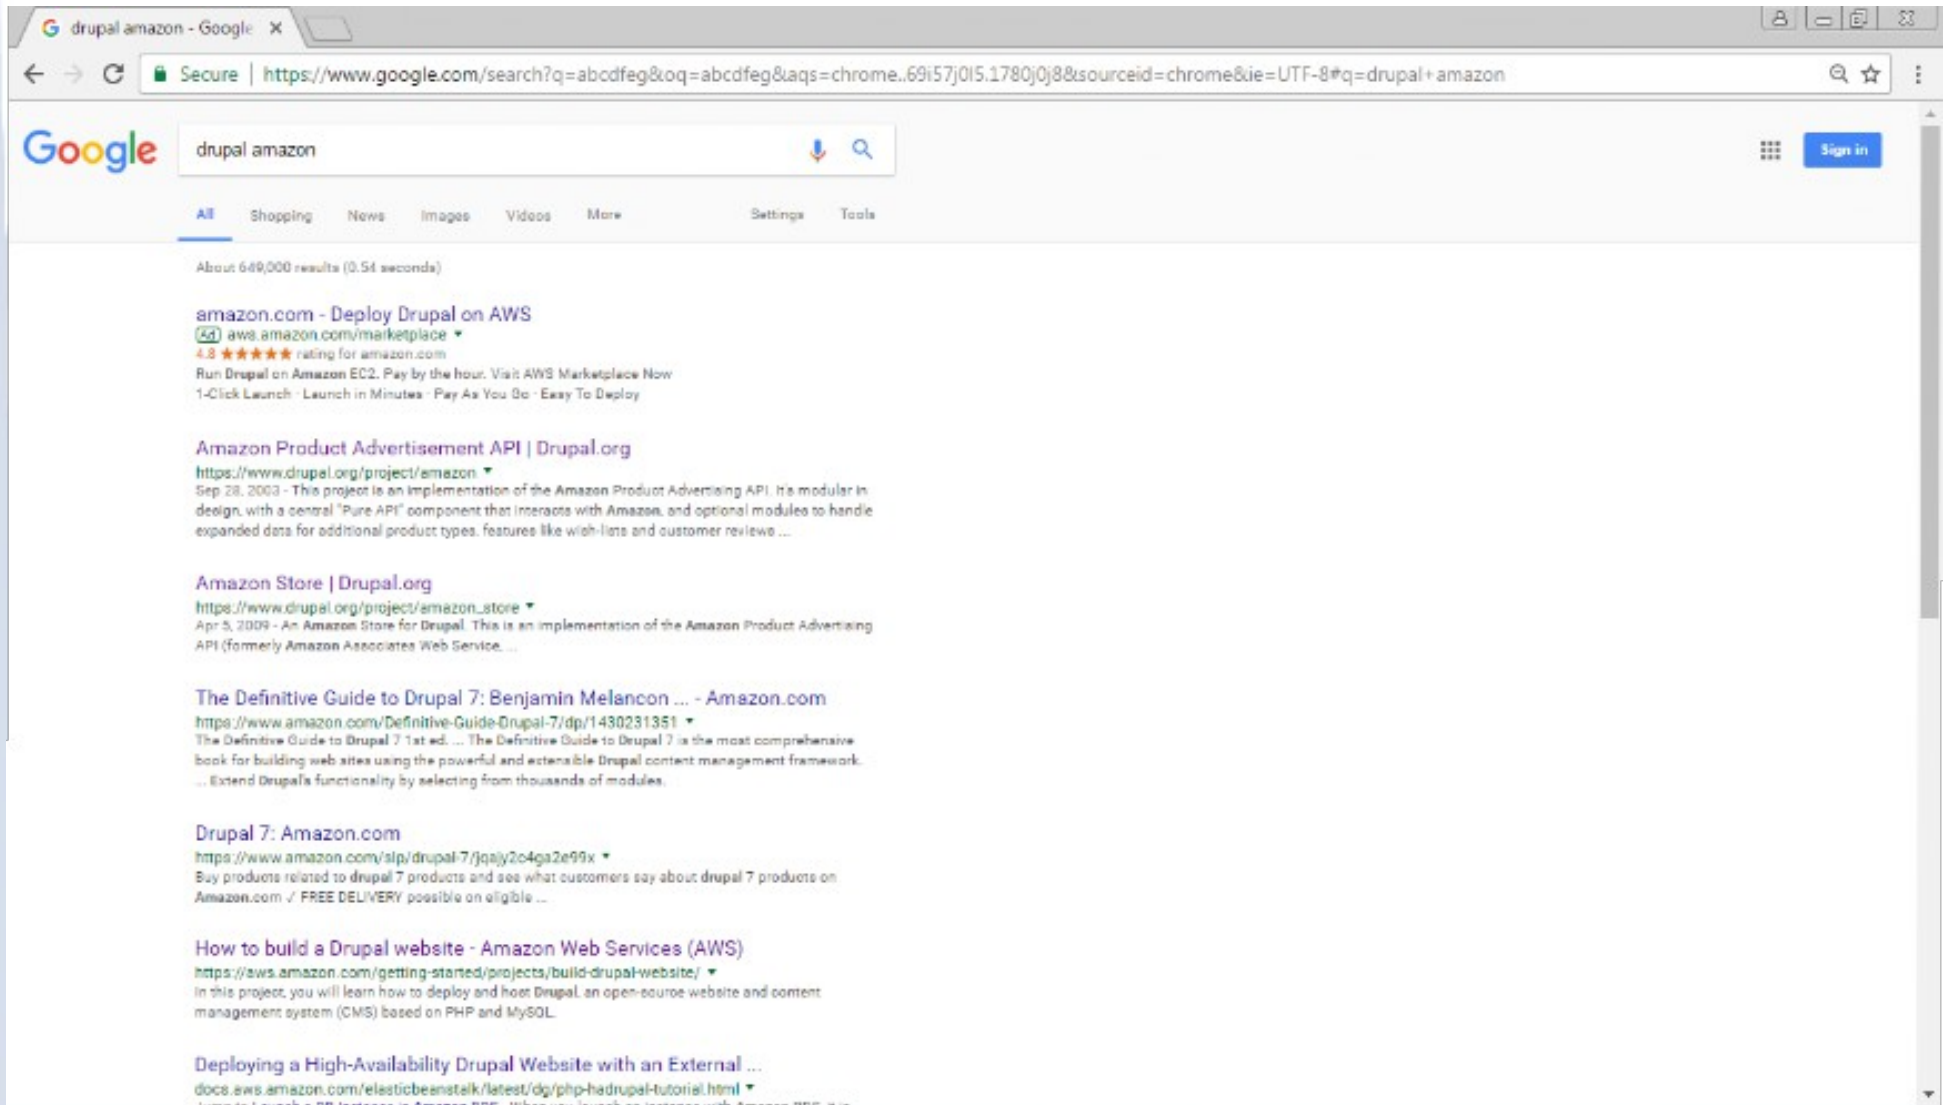 drupal amazon - Google
Secure | https://www.google.com/search?q=abcdfeg&oq=abcdfeg&aqs=chrome..69i57j0l5.1780j0j8&sourceid=chrome&ie=UTF-8#q=drupal+amazon
Google
drupal amazon
Sign in
All Shopping News Images Videos More Settings Tools
About 649,000 results (0.54 seconds)
amazon.com - Deploy Drupal on AWS
Ad aws.amazon.com/marketplace
4.8 ★★★★★ rating for amazon.com
Run Drupal on Amazon EC2. Pay by the hour. Visit AWS Marketplace Now
1-Click Launch · Launch in Minutes · Pay As You Go · Easy To Deploy
Amazon Product Advertisement API | Drupal.org
https://www.drupal.org/project/amazon
Sep 28, 2003 - This project is an implementation of the Amazon Product Advertising API. It's modular in
design, with a central "Pure API" component that interacts with Amazon, and optional modules to handle
expanded data for additional product types, features like wish-lists and customer reviews ...
Amazon Store | Drupal.org
https://www.drupal.org/project/amazon_store
Apr 5, 2009 - An Amazon Store for Drupal. This is an implementation of the Amazon Product Advertising
API (formerly Amazon Associates Web Service, ...
The Definitive Guide to Drupal 7: Benjamin Melancon ... - Amazon.com
https://www.amazon.com/Definitive-Guide-Drupal-7/dp/1430231351
The Definitive Guide to Drupal 7 1st ed. ... The Definitive Guide to Drupal 7 is the most comprehensive
book for building web sites using the powerful and extensible Drupal content management framework.
... Extend Drupal's functionality by selecting from thousands of modules.
Drupal 7: Amazon.com
https://www.amazon.com/slp/drupal-7/jqajy2c4ga2e99x
Buy products related to drupal 7 products and see what customers say about drupal 7 products on
Amazon.com ✓ FREE DELIVERY possible on eligible ...
How to build a Drupal website - Amazon Web Services (AWS)
https://aws.amazon.com/getting-started/projects/build-drupal-website/
In this project, you will learn how to deploy and host Drupal, an open-source website and content
management system (CMS) based on PHP and MySQL.
Deploying a High-Availability Drupal Website with an External ...
docs.aws.amazon.com/elasticbeanstalk/latest/dg/php-hadrupal-tutorial.html